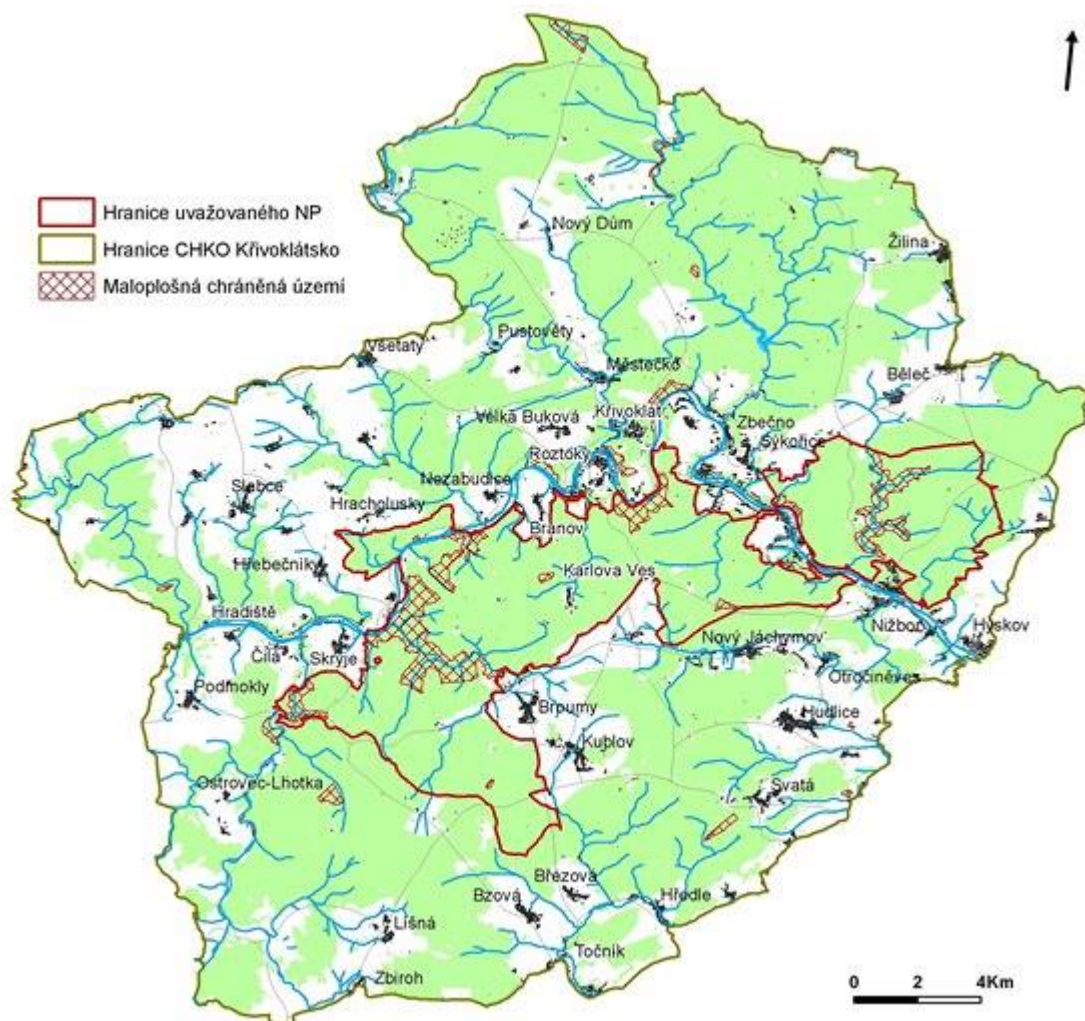 Hranice uvažovaného NP
Hranice CHKO Křivoklátsko
Maloplošná chráněná území
Nový Dům
Žilina
Pustověty
Všetaty
Městečko
Běleč
Velká Buková
Křivoklát
Zbečno
Sýkořice
Roztoky
Nezabudice
Slabce
Hracholusky
Branov
Hřebečníky
Karlova Ves
Hradiště
Čilá
Skryje
Nový Jáchymov
Nižbor
Hýskov
Otročiněves
Podmokly
Broumy
Hudlice
Kublov
Ostrovec-Lhotka
Svatá
Březová
Bzová
Hředle
Líšná
Točník
Zbiroh
0 2 4Km